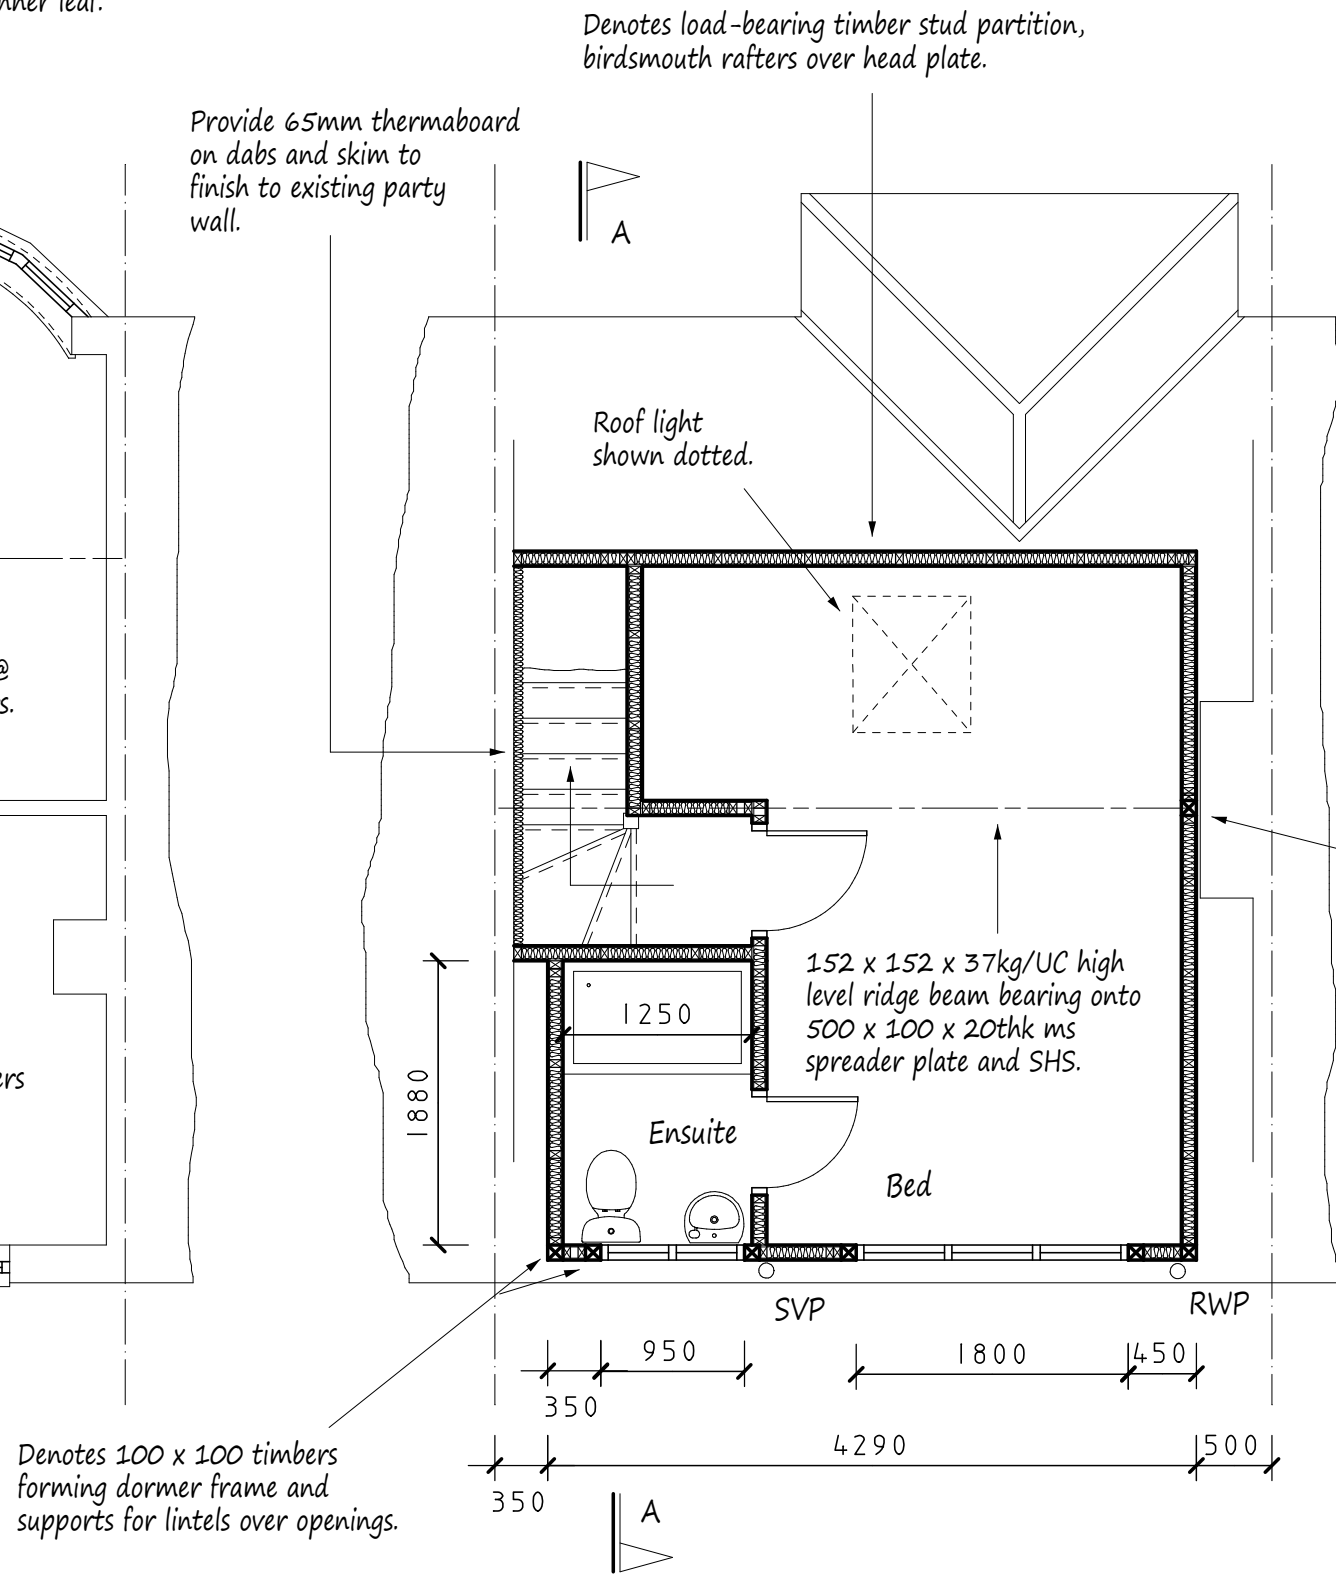 Denotes load-bearing timber stud partition,
birdsmouth rafters over head plate.
Provide 65mm thermaboard
on dabs and skim to
finish to existing party
wall.
A
Roof light
shown dotted.
@
s.
152 x 152 x 37kg/UC high
level ridge beam bearing onto
500 x 100 x 20thk ms
spreader plate and SHS.
1250
1880
ers
Ensuite
Bed
SVP
RWP
950
1800
450
350
4290
500
350
Denotes 100 x 100 timbers
forming dormer frame and
supports for lintels over openings.
A